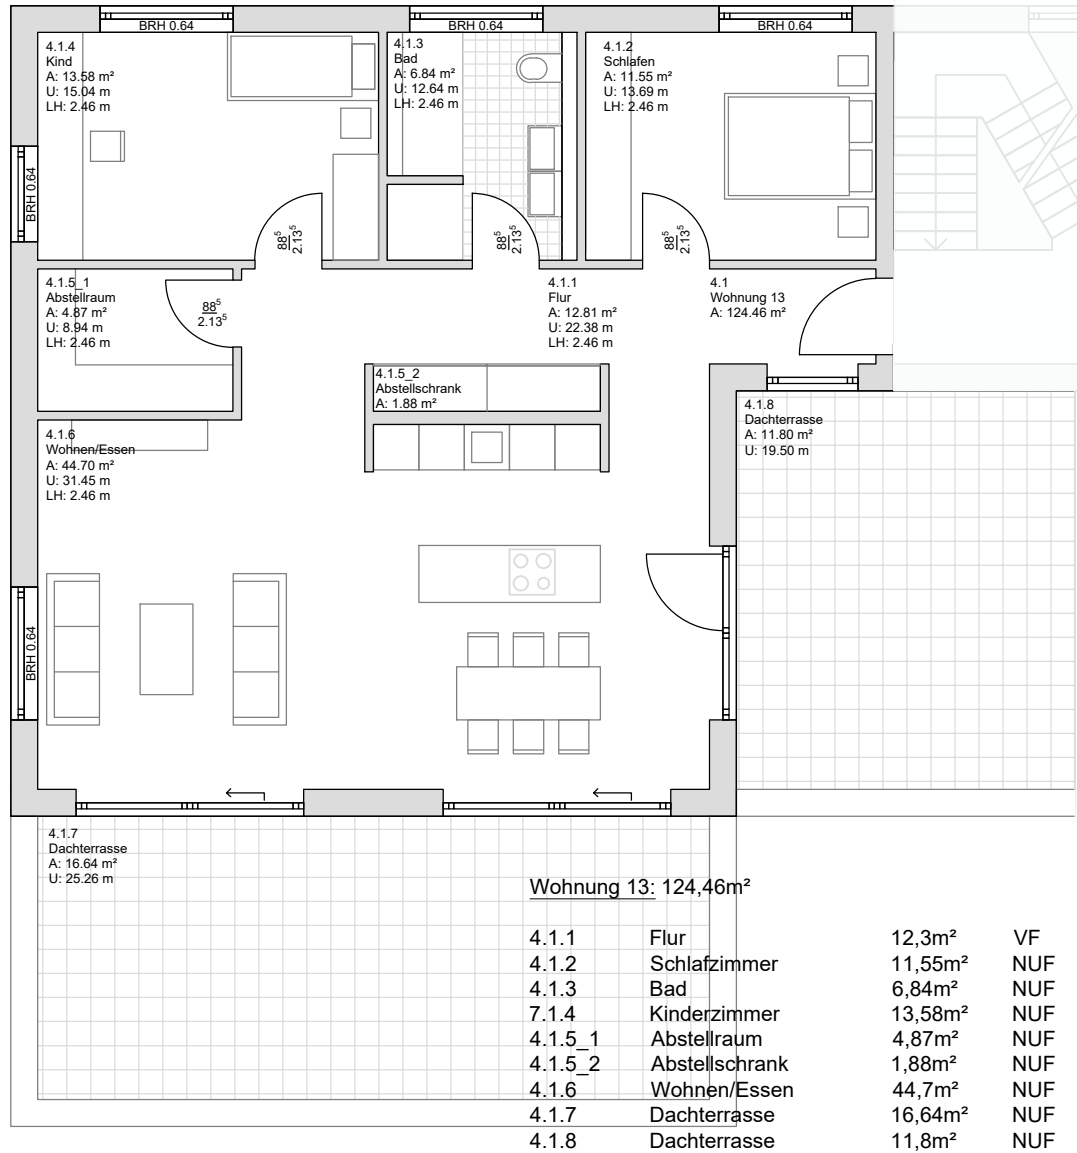 BRH 0.64
BRH 0.64
BRH 0.64
4.1.4
Kind
A: 13.58 m²
U: 15.04 m
LH: 2.46 m
4.1.3
Bad
A: 6.84 m²
U: 12.64 m
LH: 2.46 m
4.1.2
Schlafen
A: 11.55 m²
U: 13.69 m
LH: 2.46 m
BRH 0.64
88⁵
2.13⁵
88⁵
2.13⁵
88⁵
2.13⁵
4.1.5_1
Abstellraum
A: 4.87 m²
U: 8.94 m
LH: 2.46 m
88⁵
2.13⁵
4.1.1
Flur
A: 12.81 m²
U: 22.38 m
LH: 2.46 m
4.1
Wohnung 13
A: 124.46 m²
4.1.5_2
Abstellschrank
A: 1.88 m²
4.1.8
Dachterrasse
A: 11.80 m²
U: 19.50 m
4.1.6
Wohnen/Essen
A: 44.70 m²
U: 31.45 m
LH: 2.46 m
BRH 0.64
4.1.7
Dachterrasse
A: 16.64 m²
U: 25.26 m
Wohnung 13: 124,46m²
4.1.1 Flur 12,3m² VF
4.1.2 Schlafzimmer 11,55m² NUF
4.1.3 Bad 6,84m² NUF
7.1.4 Kinderzimmer 13,58m² NUF
4.1.5_1 Abstellraum 4,87m² NUF
4.1.5_2 Abstellschrank 1,88m² NUF
4.1.6 Wohnen/Essen 44,7m² NUF
4.1.7 Dachterrasse 16,64m² NUF
4.1.8 Dachterrasse 11,8m² NUF